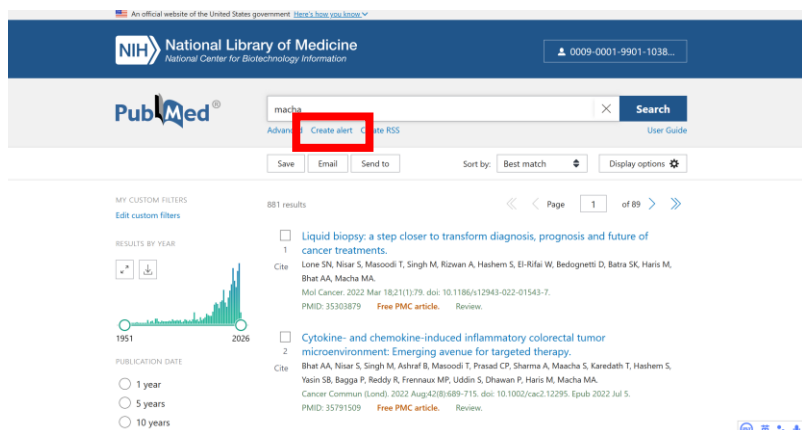 An official website of the United States government Here's how you know
NIH National Library of Medicine
National Center for Biotechnology Information
0009-0001-9901-1038...
PubMed®
macha
Search
Advanced Create alert Create RSS User Guide
Save Email Send to Sort by: Best match Display options
MY CUSTOM FILTERS
Edit custom filters
881 results Page 1 of 89
RESULTS BY YEAR
1951 2026
PUBLICATION DATE
1 year
5 years
10 years
Liquid biopsy: a step closer to transform diagnosis, prognosis and future of
1 cancer treatments.
Cite Lone SN, Nisar S, Masoodi T, Singh M, Rizwan A, Hashem S, El-Rifai W, Bedognetti D, Batra SK, Haris M,
Bhat AA, Macha MA.
Mol Cancer. 2022 Mar 18;21(1):79. doi: 10.1186/s12943-022-01543-7.
PMID: 35303879 Free PMC article. Review.
Cytokine- and chemokine-induced inflammatory colorectal tumor
2 microenvironment: Emerging avenue for targeted therapy.
Cite Bhat AA, Nisar S, Singh M, Ashraf B, Masoodi T, Prasad CP, Sharma A, Maacha S, Karedath T, Hashem S,
Yasin SB, Bagga P, Reddy R, Frennaux MP, Uddin S, Dhawan P, Haris M, Macha MA.
Cancer Commun (Lond). 2022 Aug;42(8):689-715. doi: 10.1002/cac2.12295. Epub 2022 Jul 5.
PMID: 35791509 Free PMC article. Review.
英